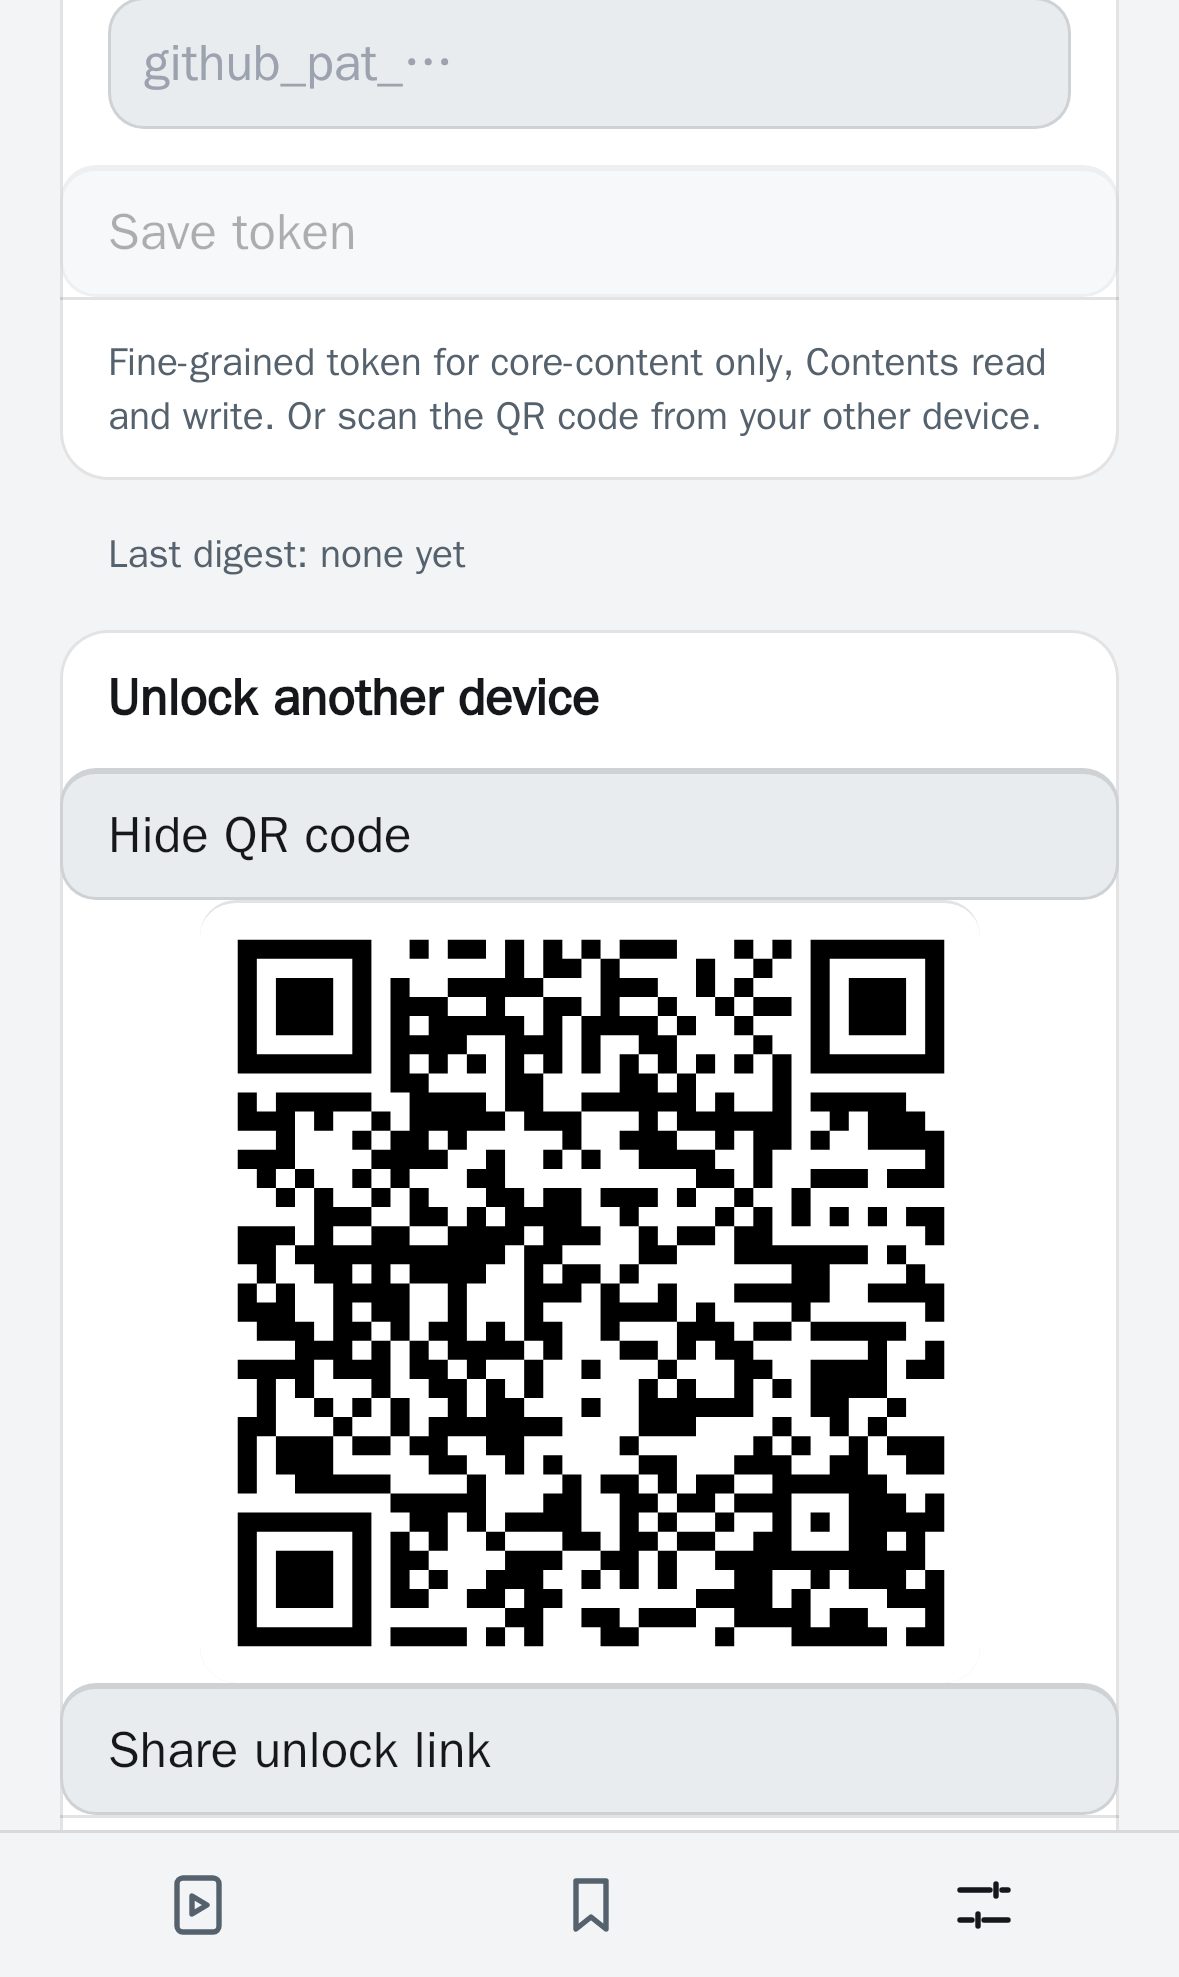 github_pat_…
Save token
Fine-grained token for core-content only, Contents read
and write. Or scan the QR code from your other device.
Last digest: none yet
Unlock another device
Hide QR code
Share unlock link